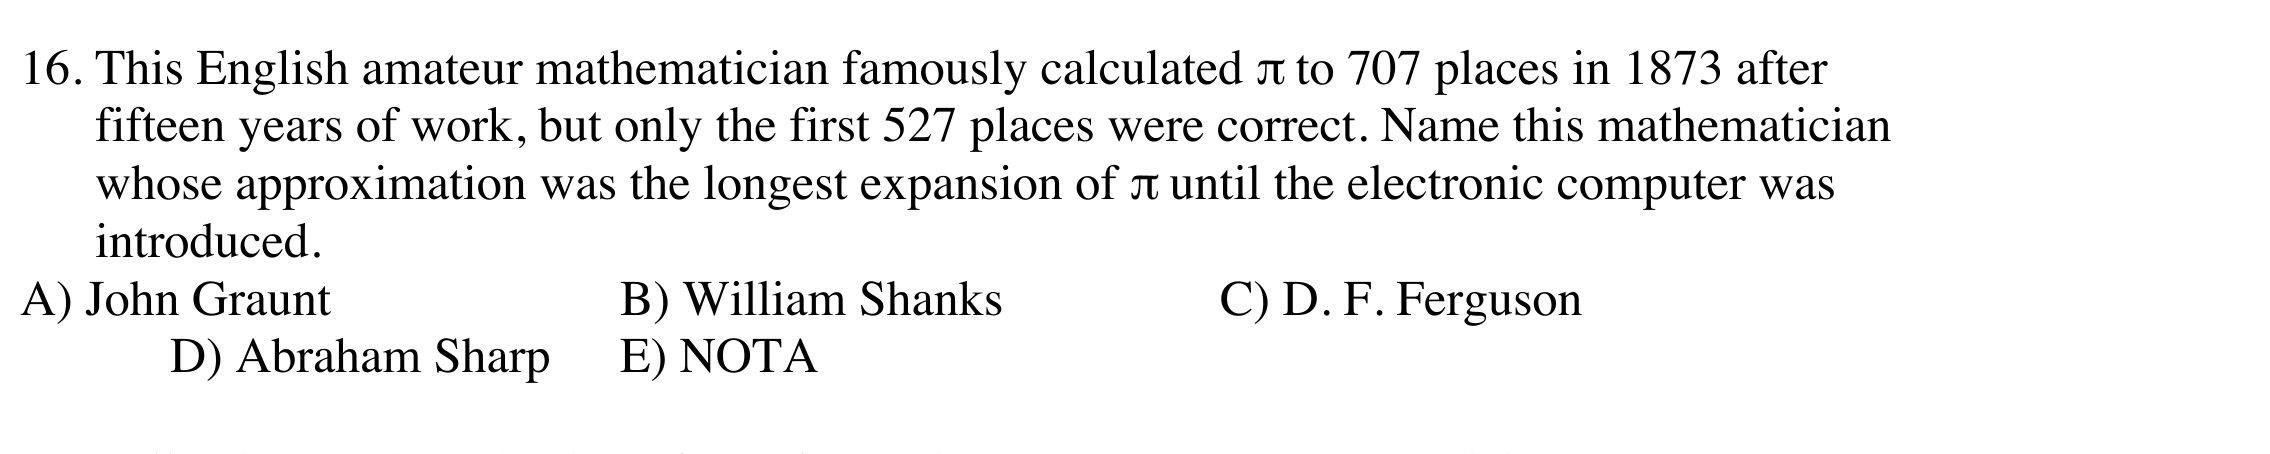 16. This English amateur mathematician famously calculated π to 707 places in 1873 after
fifteen years of work, but only the first 527 places were correct. Name this mathematician
whose approximation was the longest expansion of π until the electronic computer was
introduced.
A) John Graunt B) William Shanks C) D. F. Ferguson
D) Abraham Sharp E) NOTA